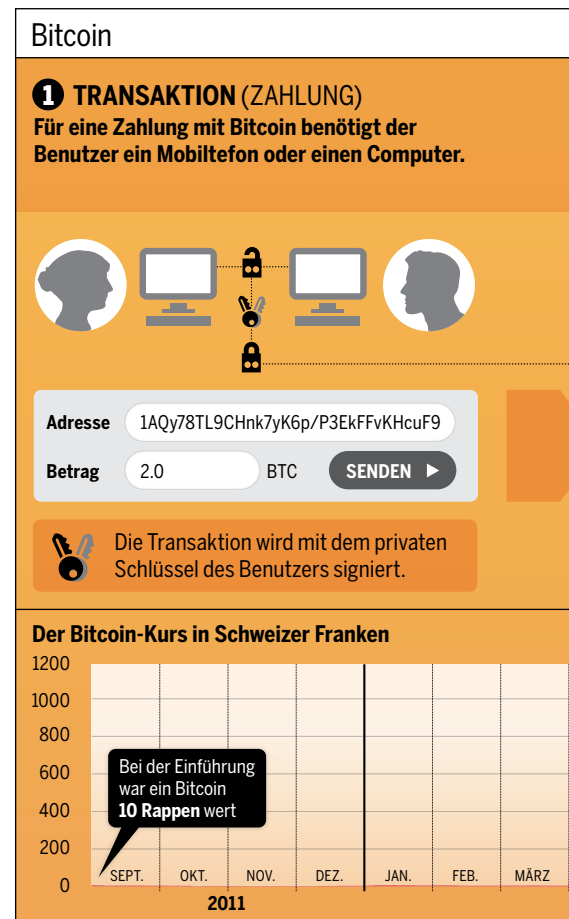 Bitcoin
1 TRANSAKTION (ZAHLUNG)
Für eine Zahlung mit Bitcoin benötigt der
Benutzer ein Mobiltefon oder einen Computer.
Adresse 1AQy78TL9CHnk7yK6p/P3EkFFvKHcuF9
Betrag 2.0 BTC SENDEN
Die Transaktion wird mit dem privaten
Schlüssel des Benutzers signiert.
Der Bitcoin-Kurs in Schweizer Franken
1200
1000
800
600
400
200
0
Bei der Einführung
war ein Bitcoin
10 Rappen wert
SEPT. OKT. NOV. DEZ. JAN. FEB. MÄRZ
2011